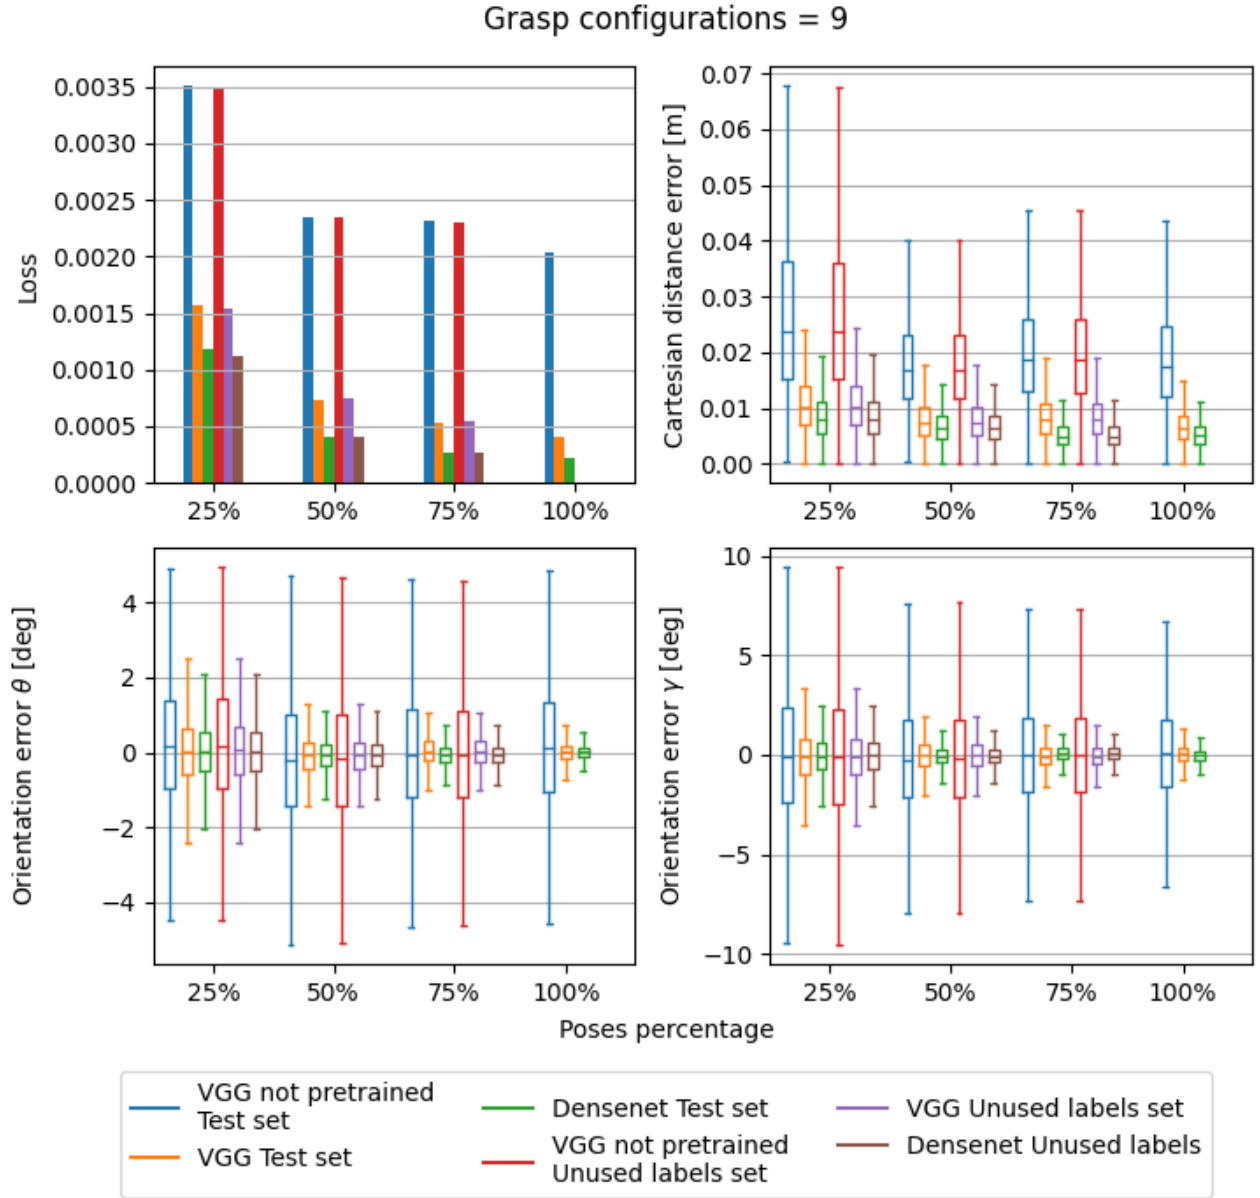 Grasp configurations = 9
Loss
0.0035
0.0030
0.0025
0.0020
0.0015
0.0010
0.0005
0.0000
25% 50% 75% 100%
Cartesian distance error [m]
0.07
0.06
0.05
0.04
0.03
0.02
0.01
0.00
25% 50% 75% 100%
Orientation error θ [deg]
4
2
0
−2
−4
25% 50% 75% 100%
Orientation error γ [deg]
10
5
0
−5
−10
25% 50% 75% 100%
Poses percentage
VGG not pretrained
Test set
VGG Test set
Densenet Test set
VGG not pretrained
Unused labels set
VGG Unused labels set
Densenet Unused labels